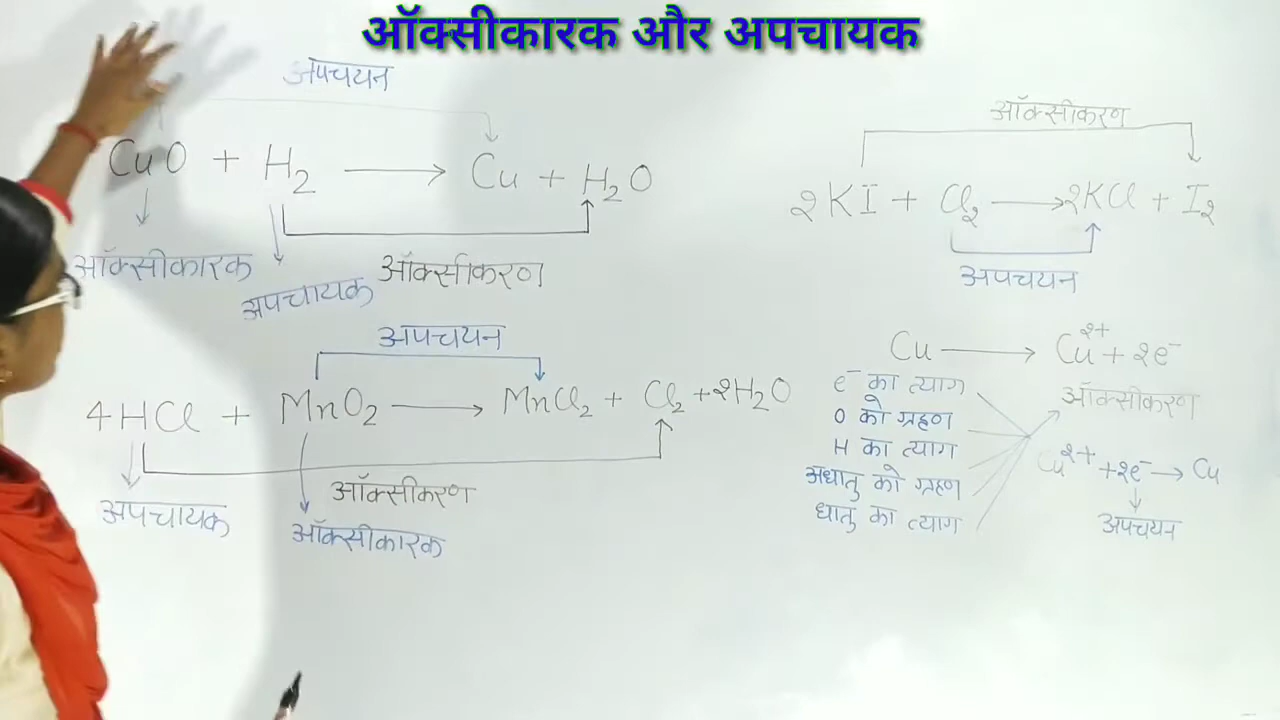 ऑक्सीकारक और अपचायक
अपचयन
CuO + H₂ ⟶ Cu + H₂O
ऑक्सीकारक
अपचायक
ऑक्सीकरण
अपचयन
4HCl + MnO₂ ⟶ MnCl₂ + Cl₂ + 2H₂O
ऑक्सीकरण
अपचायक
ऑक्सीकारक
ऑक्सीकरण
2KI + Cl₂ ⟶ 2KCl + I₂
अपचयन
Cu ⟶ Cu²⁺ + 2e⁻
ऑक्सीकरण
e⁻ का त्याग
O को ग्रहण
H का त्याग
अधातु को ग्रहण
धातु का त्याग
Cu²⁺ + 2e⁻ → Cu
अपचयन